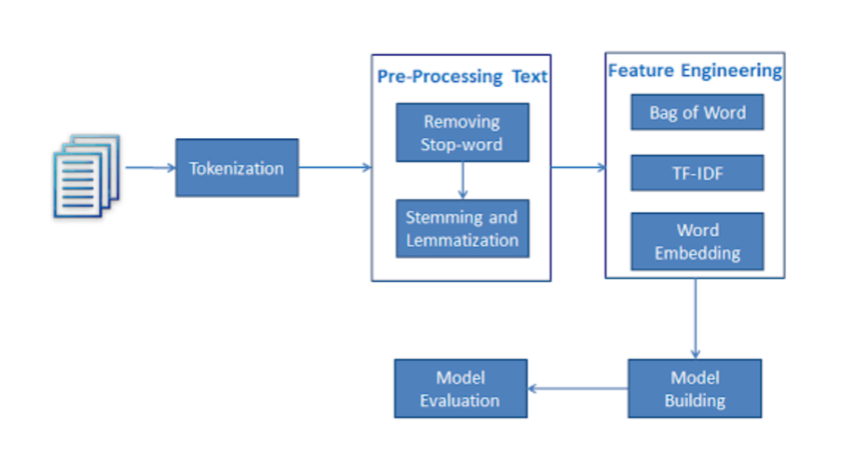 Tokenization
Pre-Processing Text
Removing
Stop-word
Stemming and
Lemmatization
Feature Engineering
Bag of Word
TF-IDF
Word
Embedding
Model
Building
Model
Evaluation